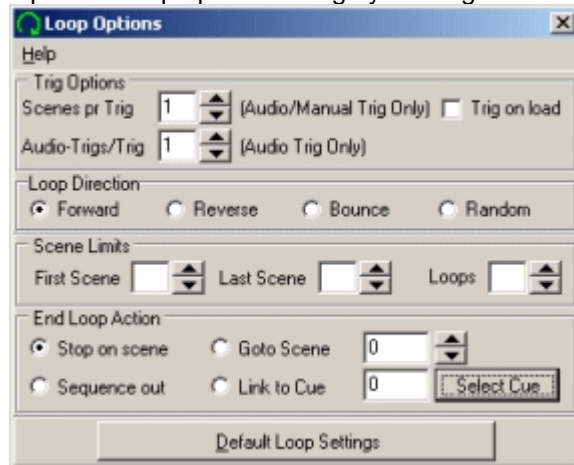 Loop Options
Help
Trig Options
Scenes pr Trig 1 (Audio/Manual Trig Only) Trig on load
Audio-Trigs/Trig 1 (Audio Trig Only)
Loop Direction
Forward Reverse Bounce Random
Scene Limits
First Scene Last Scene Loops
End Loop Action
Stop on scene Goto Scene 0
Sequence out Link to Cue 0 Select Cue
Default Loop Settings